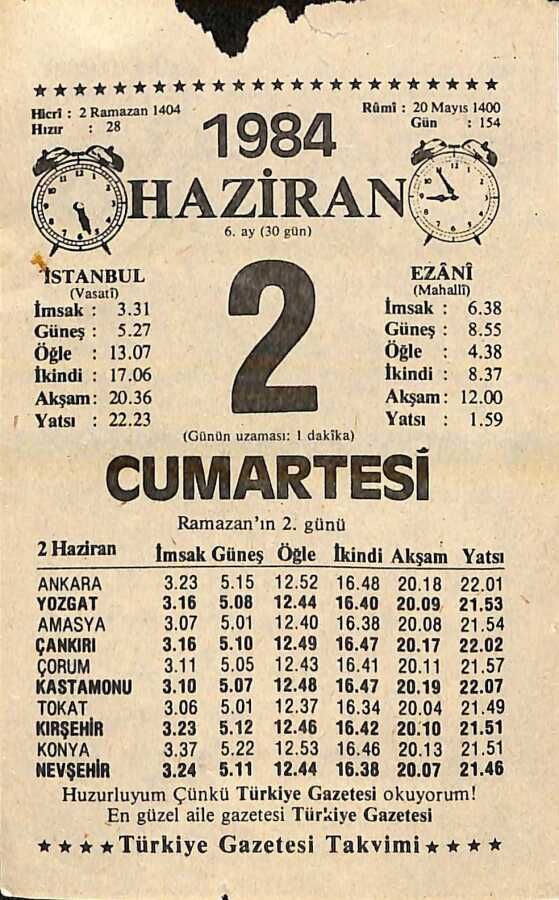 ★★★★★★★★★★★★★★★★★★★★★★★★
Hicrî : 2 Ramazan 1404
Hızır : 28
Rûmî : 20 Mayıs 1400
Gün : 154
1984
HAZİRAN
6. ay (30 gün)
2
(Günün uzaması: 1 dakîka)
İSTANBUL
(Vasatî)
İmsak : 3.31
Güneş : 5.27
Öğle : 13.07
İkindi : 17.06
Akşam: 20.36
Yatsı : 22.23
EZÂNÎ
(Mahallî)
İmsak : 6.38
Güneş : 8.55
Öğle : 4.38
İkindi : 8.37
Akşam: 12.00
Yatsı : 1.59
CUMARTESİ
Ramazan'ın 2. günü
2 Haziran İmsak Güneş Öğle İkindi Akşam Yatsı
ANKARA 3.23 5.15 12.52 16.48 20.18 22.01
YOZGAT 3.16 5.08 12.44 16.40 20.09 21.53
AMASYA 3.07 5.01 12.40 16.38 20.08 21.54
ÇANKIRI 3.16 5.10 12.49 16.47 20.17 22.02
ÇORUM 3.11 5.05 12.43 16.41 20.11 21.57
KASTAMONU 3.10 5.07 12.48 16.47 20.19 22.07
TOKAT 3.06 5.01 12.37 16.34 20.04 21.49
KIRŞEHİR 3.23 5.12 12.46 16.42 20.10 21.51
KONYA 3.37 5.22 12.53 16.46 20.13 21.51
NEVŞEHİR 3.24 5.11 12.44 16.38 20.07 21.46
Huzurluyum Çünkü Türkiye Gazetesi okuyorum!
En güzel aile gazetesi Türkiye Gazetesi
★★★★Türkiye Gazetesi Takvimi★★★★